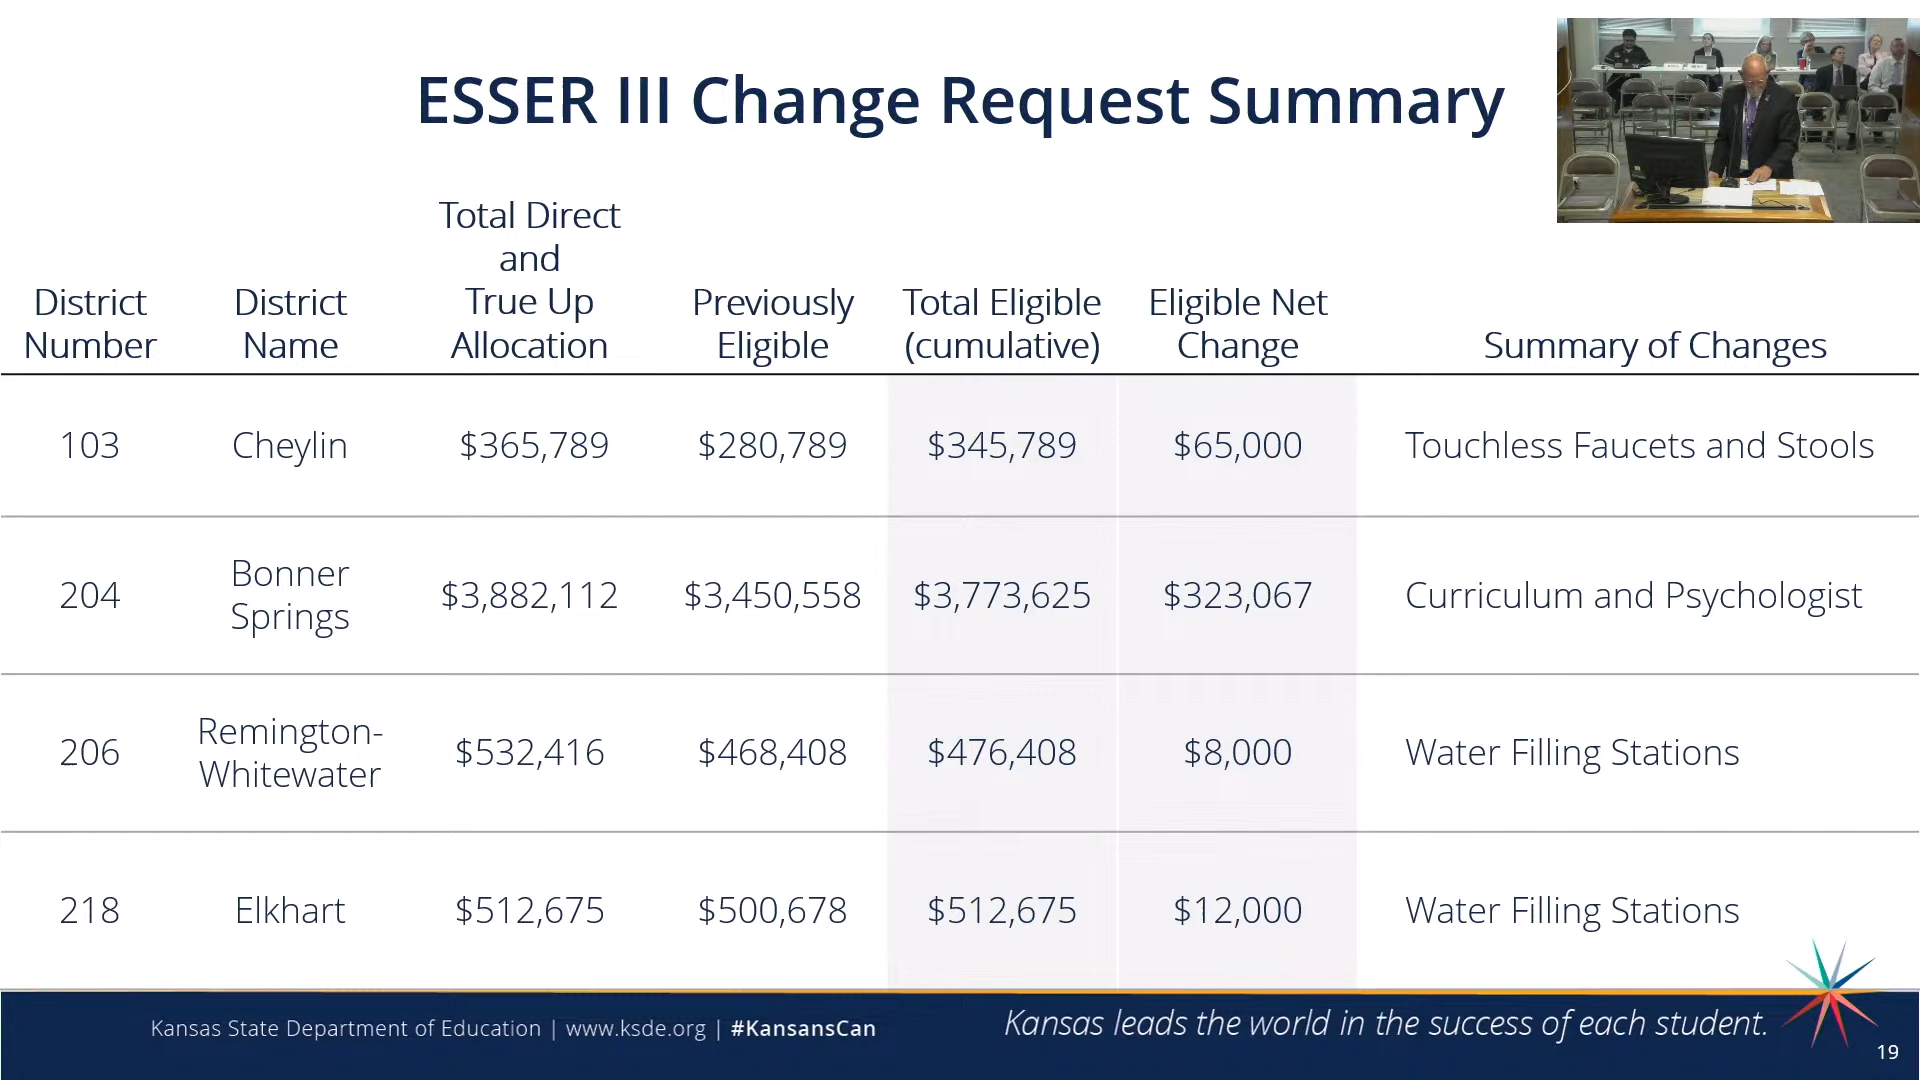 ESSER III Change Request Summary
Total Direct
and
True Up
Allocation
District
Number
District
Name
Previously
Eligible
Total Eligible
(cumulative)
Eligible Net
Change
Summary of Changes
103 Cheylin $365,789 $280,789 $345,789 $65,000 Touchless Faucets and Stools
204 Bonner Springs $3,882,112 $3,450,558 $3,773,625 $323,067 Curriculum and Psychologist
206 Remington-Whitewater $532,416 $468,408 $476,408 $8,000 Water Filling Stations
218 Elkhart $512,675 $500,678 $512,675 $12,000 Water Filling Stations
Kansas State Department of Education | www.ksde.org | #KansansCan
Kansas leads the world in the success of each student.
19